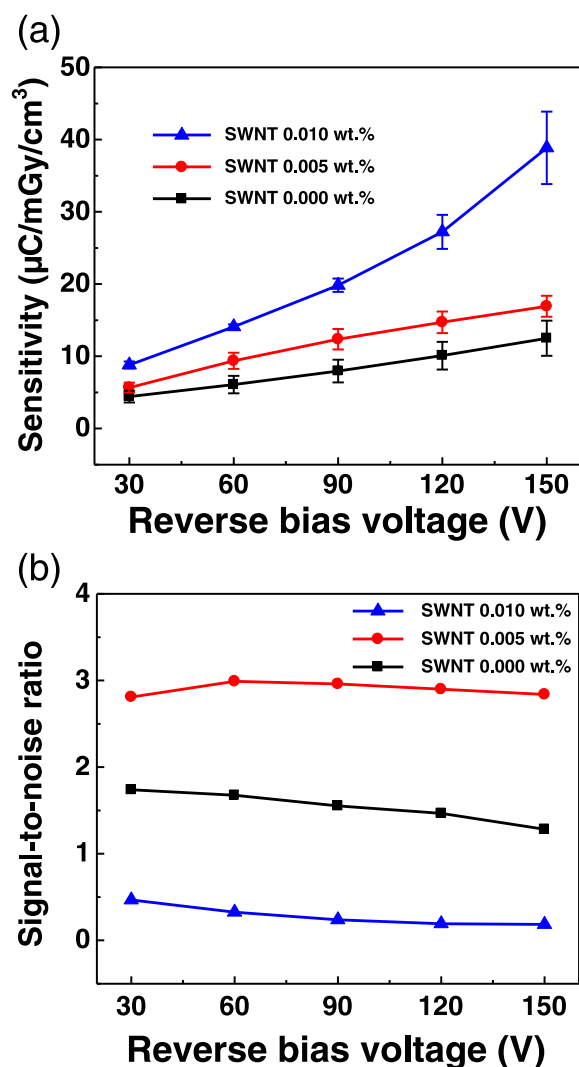 (a)
Sensitivity (μC/mGy/cm³)
50
40
30
20
10
0
SWNT 0.010 wt.%
SWNT 0.005 wt.%
SWNT 0.000 wt.%
30 60 90 120 150
Reverse bias voltage (V)
(b)
Signal-to-noise ratio
4
3
2
1
0
SWNT 0.010 wt.%
SWNT 0.005 wt.%
SWNT 0.000 wt.%
30 60 90 120 150
Reverse bias voltage (V)